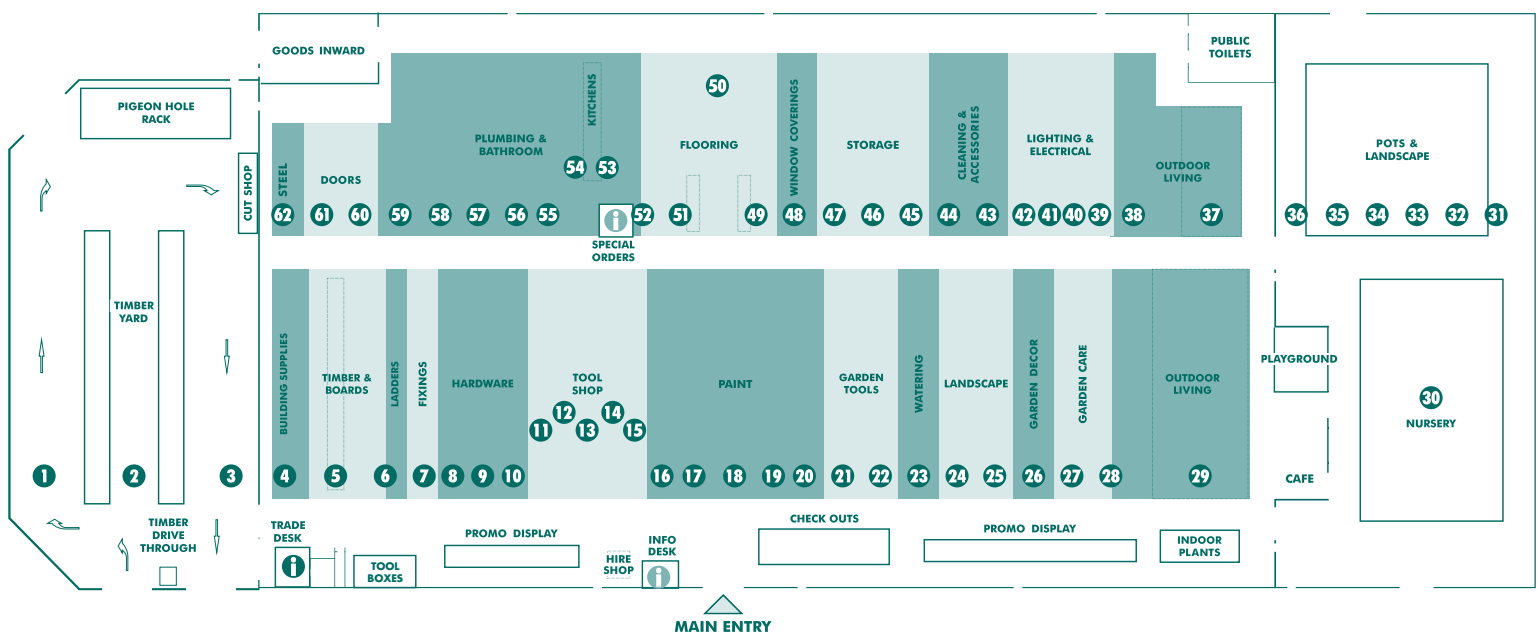 GOODS INWARD
PUBLIC
TOILETS
PIGEON HOLE
RACK
CUT SHOP
STEEL
DOORS
PLUMBING &
BATHROOM
KITCHENS
FLOORING
WINDOW COVERINGS
STORAGE
CLEANING &
ACCESSORIES
LIGHTING &
ELECTRICAL
OUTDOOR
LIVING
POTS &
LANDSCAPE
50
54 53
62 61 60 59 58 57 56 55 i 52 51 49 48 47 46 45 44 43 42 41 40 39 38 37 36 35 34 33 32 31
SPECIAL
ORDERS
TIMBER
YARD
BUILDING SUPPLIES
TIMBER &
BOARDS
LADDERS
FIXINGS
HARDWARE
TOOL
SHOP
12 14
11 13 15
PAINT
GARDEN
TOOLS
WATERING
LANDSCAPE
GARDEN DECOR
GARDEN CARE
OUTDOOR
LIVING
PLAYGROUND
30
NURSERY
1 2 3 4 5 6 7 8 9 10 16 17 18 19 20 21 22 23 24 25 26 27 28 29
CAFE
TIMBER
DRIVE
THROUGH
TRADE
DESK
i
TOOL
BOXES
PROMO DISPLAY
HIRE
SHOP
INFO
DESK
i
CHECK OUTS
PROMO DISPLAY
INDOOR
PLANTS
MAIN ENTRY